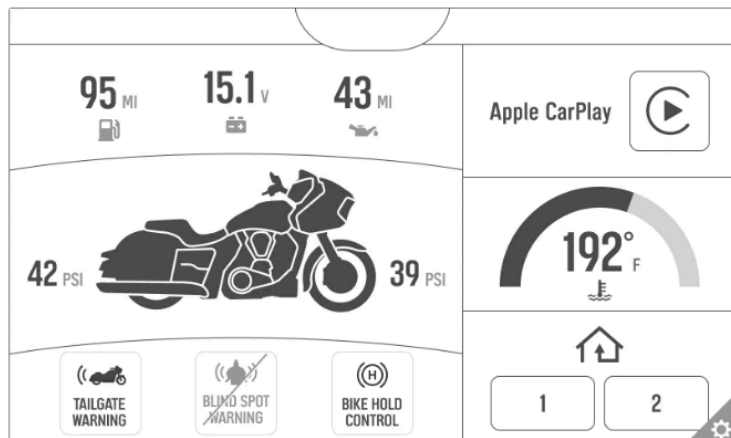 95 MI
15.1 V
43 MI
Apple CarPlay
42 PSI
39 PSI
192° F
TAILGATE
WARNING
BLIND SPOT
WARNING
H
BIKE HOLD
CONTROL
1
2